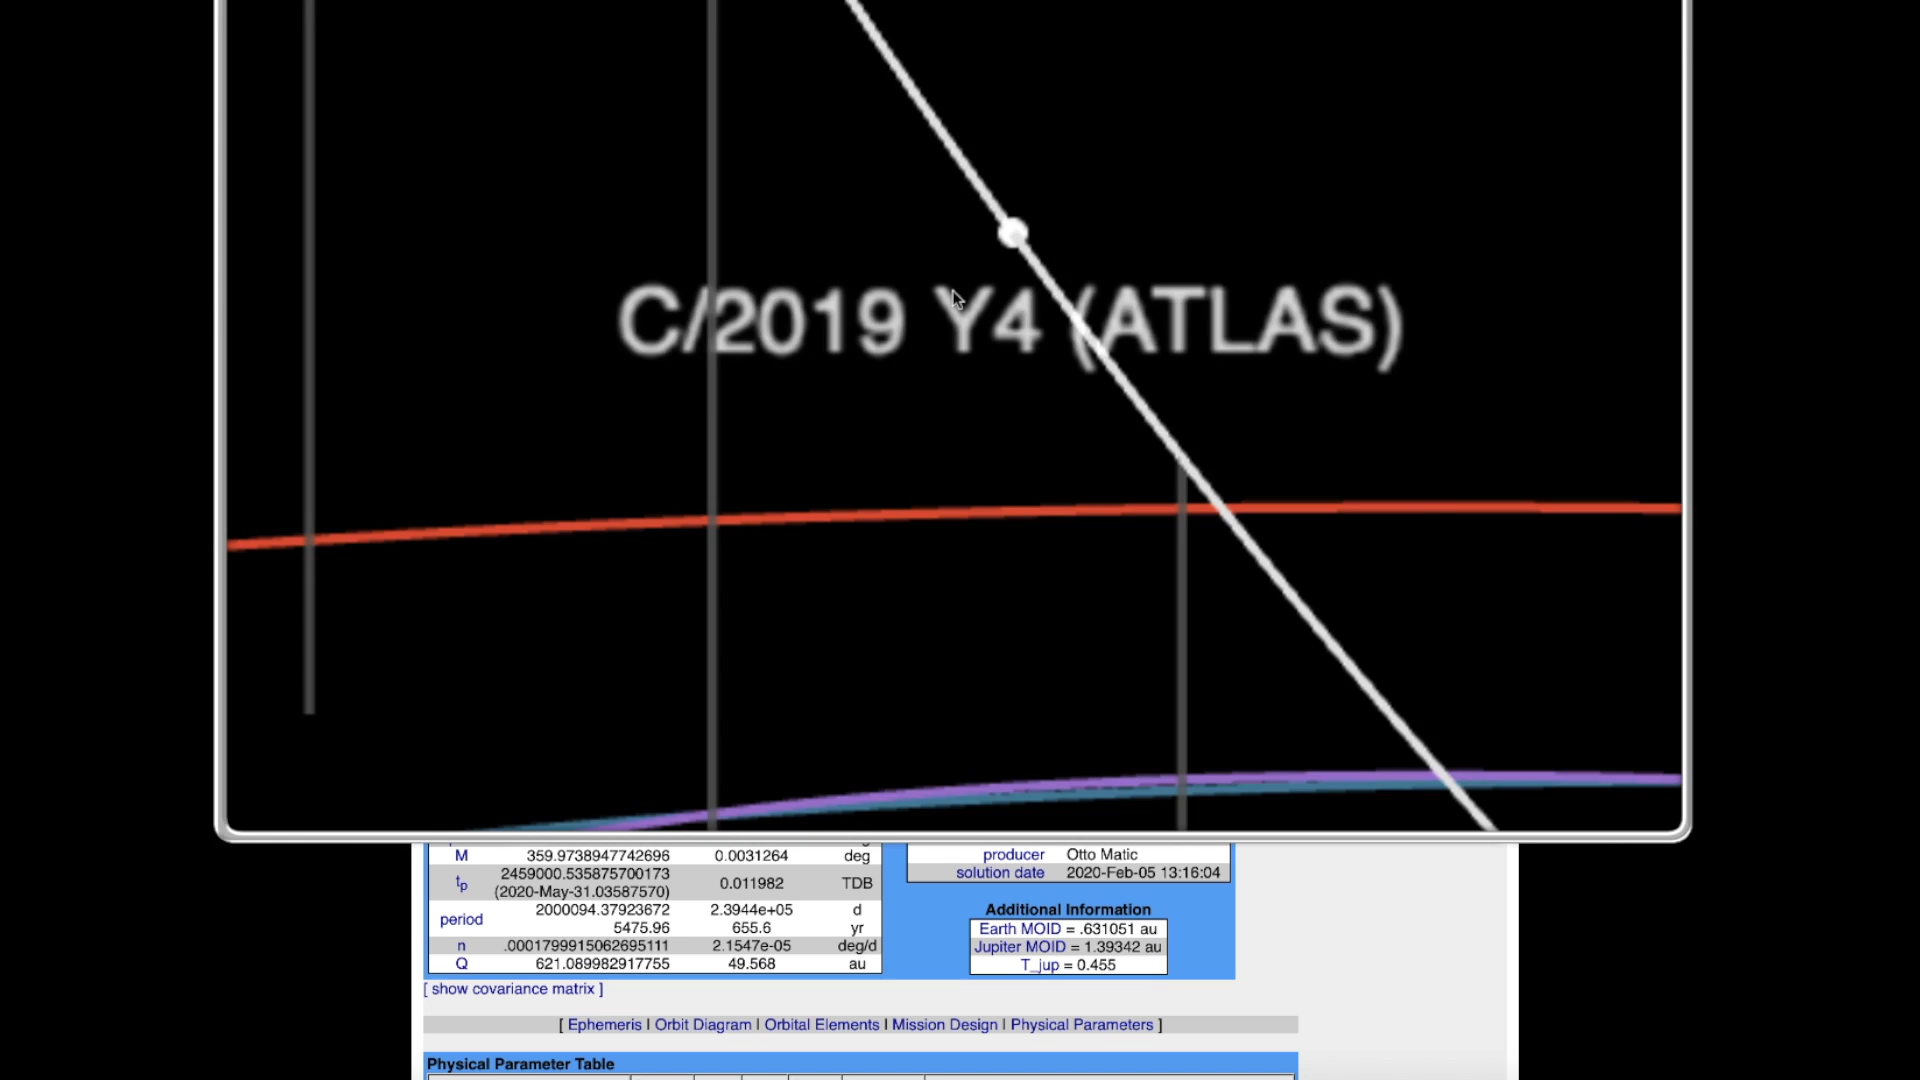 C/2019 Y4 (ATLAS)
M 359.9738947742696 0.0031264 deg
tp 2459000.535875700173 0.011982 TDB
(2020-May-31.03587570)
period 2000094.37923672 2.3944e+05 d
5475.96 655.6 yr
n .0001799915062695111 2.1547e-05 deg/d
Q 621.089982917755 49.568 au
producer Otto Matic
solution date 2020-Feb-05 13:16:04
Additional Information
Earth MOID = .631051 au
Jupiter MOID = 1.39342 au
T_jup = 0.455
[ show covariance matrix ]
[ Ephemeris | Orbit Diagram | Orbital Elements | Mission Design | Physical Parameters ]
Physical Parameter Table